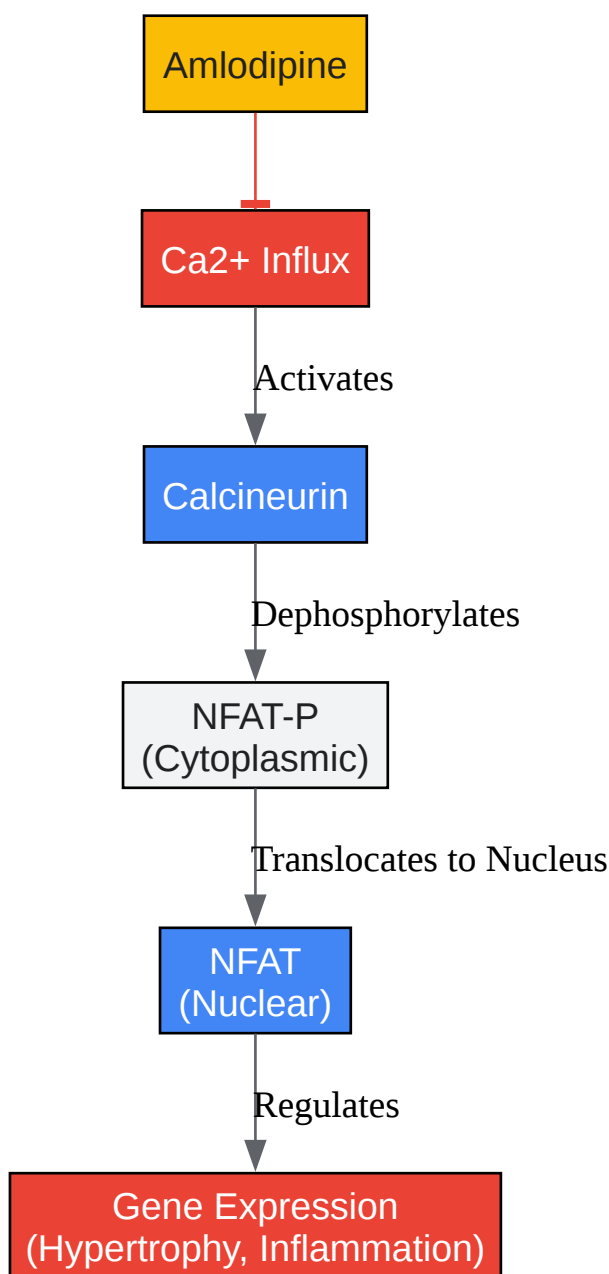 Amlodipine
Ca2+ Influx
Activates
Calcineurin
Dephosphorylates
NFAT-P
(Cytoplasmic)
Translocates to Nucleus
NFAT
(Nuclear)
Regulates
Gene Expression
(Hypertrophy, Inflammation)